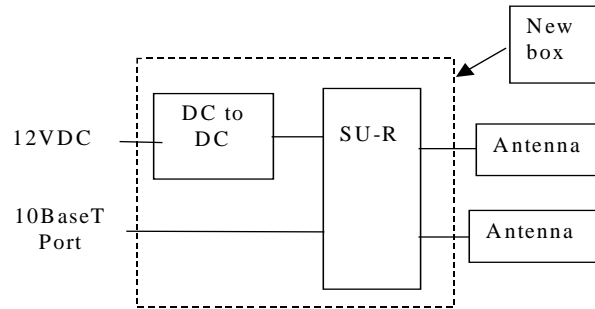 New
box
DC to
DC
SU-R
12VDC
Antenna
10BaseT
Port
Antenna